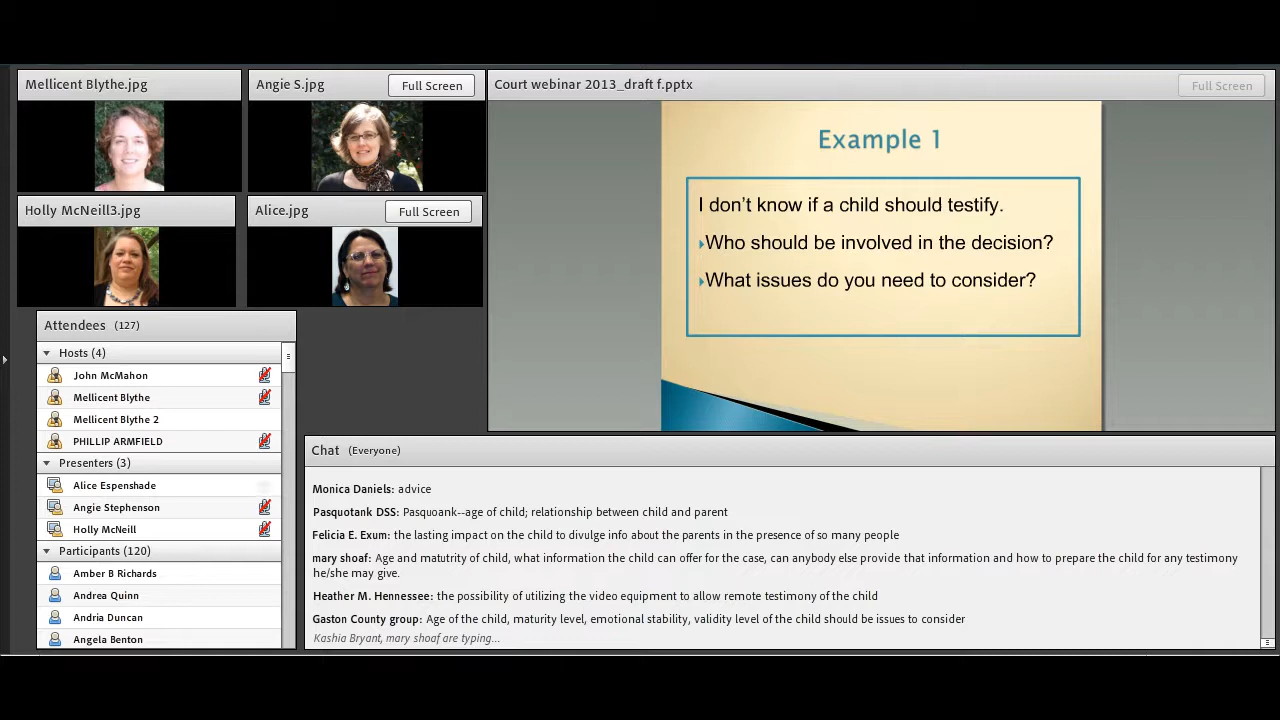 Mellicent Blythe.jpg
Angie S.jpg
Full Screen
Court webinar 2013_draft f.pptx
Full Screen
Holly McNeill3.jpg
Alice.jpg
Full Screen
Example 1
I don't know if a child should testify.
Who should be involved in the decision?
What issues do you need to consider?
Attendees (127)
Hosts (4)
John McMahon
Mellicent Blythe
Mellicent Blythe 2
PHILLIP ARMFIELD
Presenters (3)
Alice Espenshade
Angie Stephenson
Holly McNeill
Participants (120)
Amber B Richards
Andrea Quinn
Andria Duncan
Angela Benton
Chat (Everyone)
Monica Daniels: advice
Pasquotank DSS: Pasquoank--age of child; relationship between child and parent
Felicia E. Exum: the lasting impact on the child to divulge info about the parents in the presence of so many people
mary shoaf: Age and matutrity of child, what information the child can offer for the case, can anybody else provide that information and how to prepare the child for any testimony
he/she may give.
Heather M. Hennessee: the possibility of utilizing the video equipment to allow remote testimony of the child
Gaston County group: Age of the child, maturity level, emotional stability, validity level of the child should be issues to consider
Kashia Bryant, mary shoaf are typing...